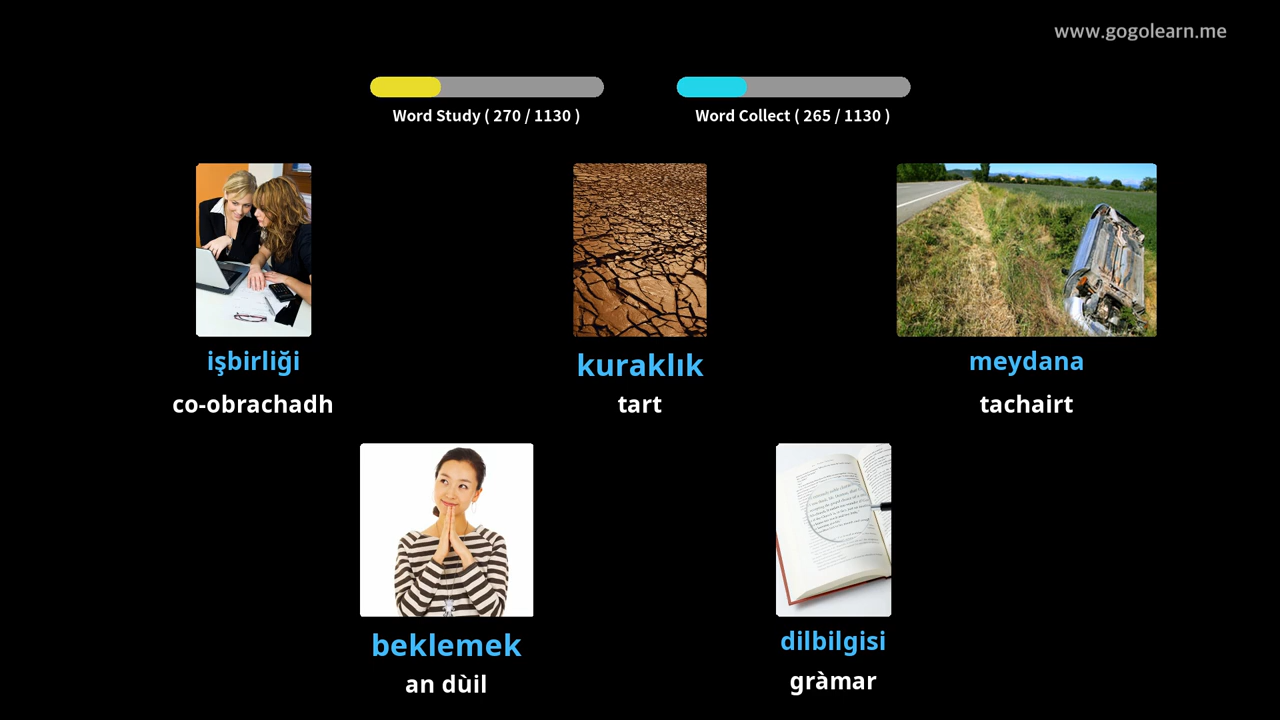 www.gogolearn.me
Word Study ( 270 / 1130 )
Word Collect ( 265 / 1130 )
işbirliği
co-obrachadh
kuraklık
tart
meydana
tachairt
beklemek
an dùil
dilbilgisi
gràmar